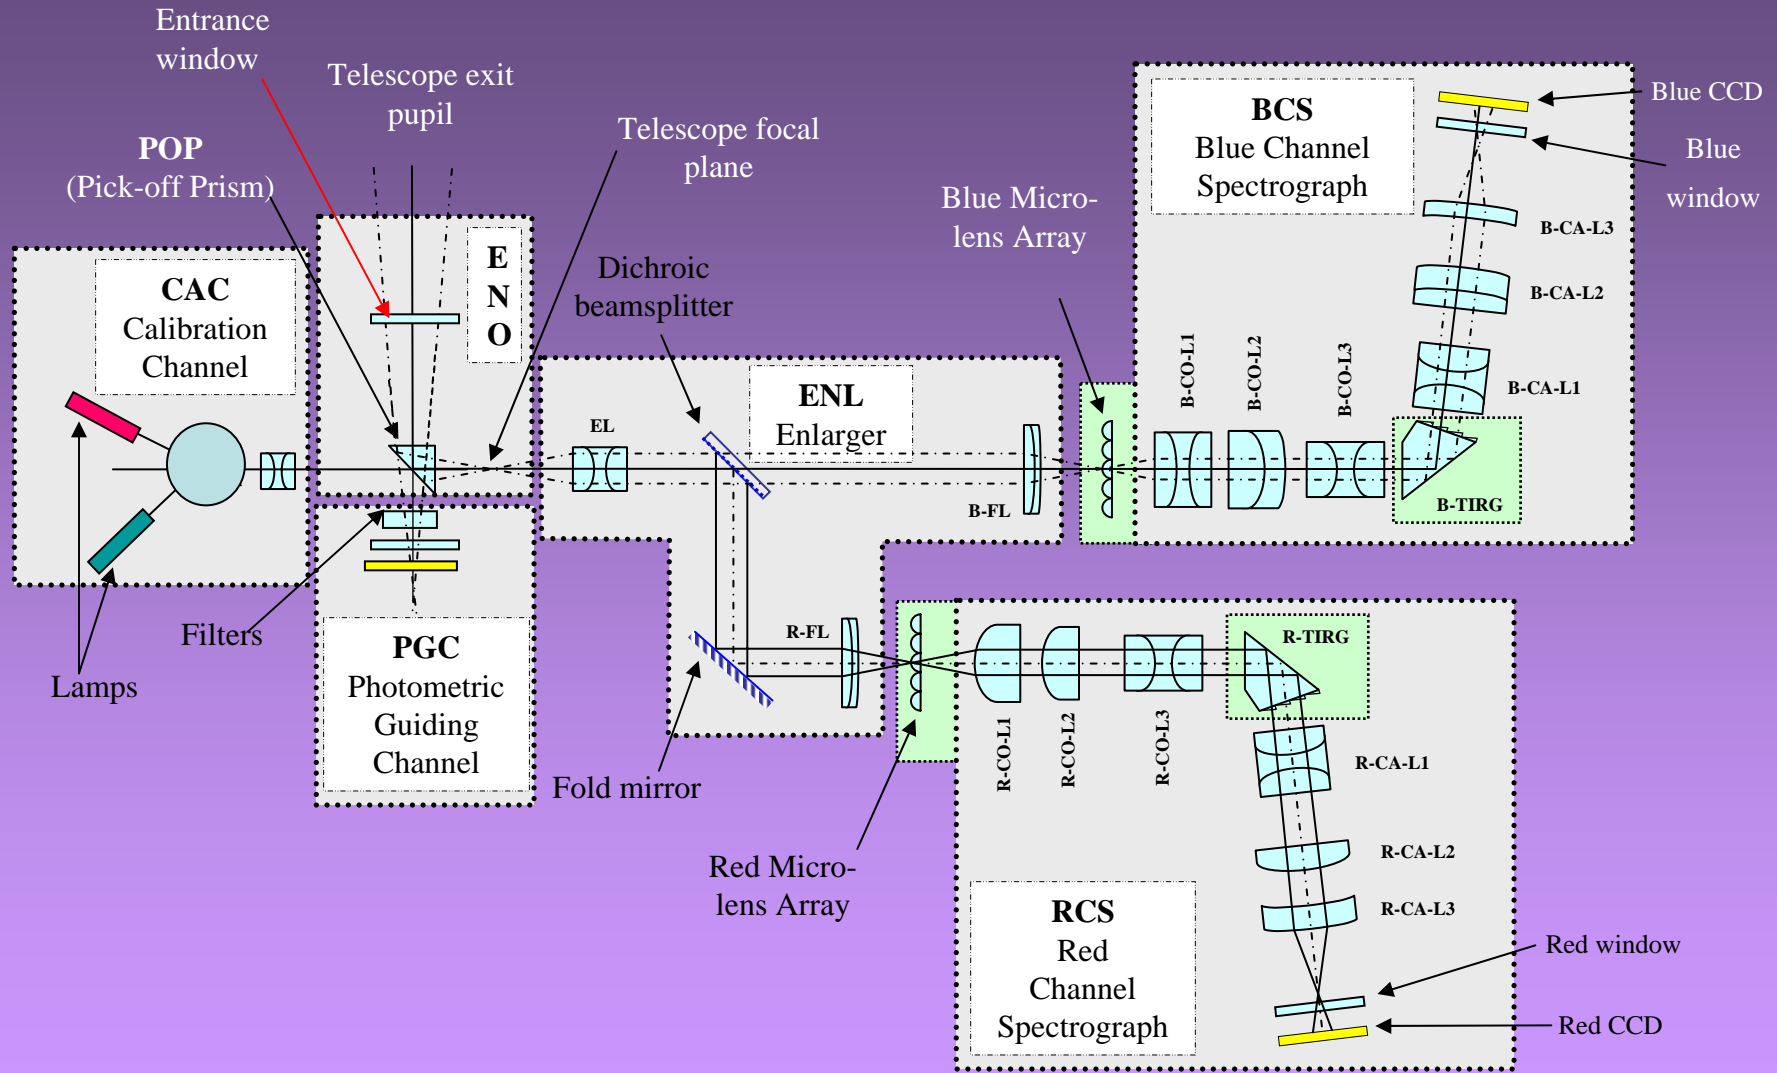 Entrance
window
Telescope exit
pupil
POP
(Pick-off Prism)
Telescope focal
plane
Blue Micro-
lens Array
Dichroic
beamsplitter
BCS
Blue Channel
Spectrograph
Blue CCD
Blue
window
B-CA-L3
B-CA-L2
B-CA-L1
B-CO-L1
B-CO-L2
B-CO-L3
B-TIRG
CAC
Calibration
Channel
E
N
O
ENL
Enlarger
EL
B-FL
Filters
Lamps
PGC
Photometric
Guiding
Channel
R-FL
Fold mirror
Red Micro-
lens Array
R-TIRG
R-CO-L1
R-CO-L2
R-CO-L3
R-CA-L1
R-CA-L2
R-CA-L3
RCS
Red
Channel
Spectrograph
Red window
Red CCD